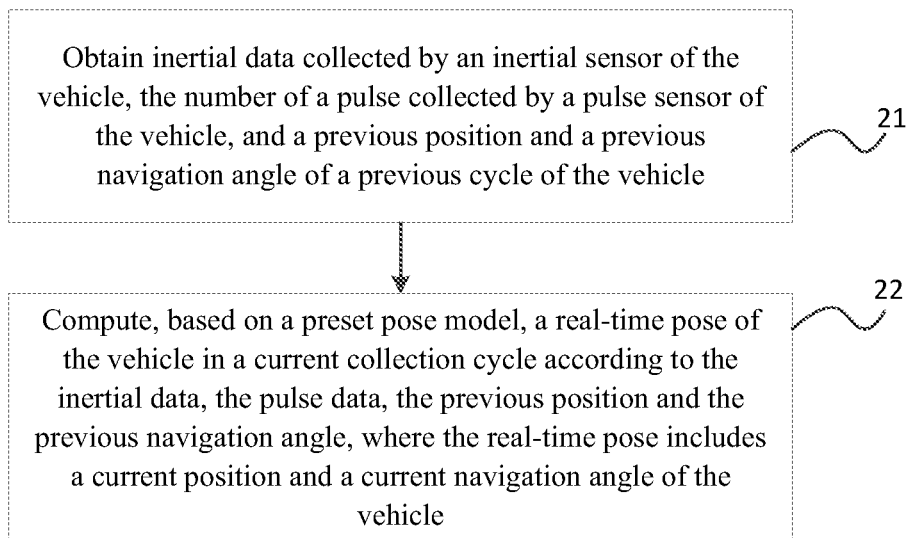 Obtain inertial data collected by an inertial sensor of the
vehicle, the number of a pulse collected by a pulse sensor of
the vehicle, and a previous position and a previous
navigation angle of a previous cycle of the vehicle
21
Compute, based on a preset pose model, a real-time pose of
the vehicle in a current collection cycle according to the
inertial data, the pulse data, the previous position and the
previous navigation angle, where the real-time pose includes
a current position and a current navigation angle of the
vehicle
22